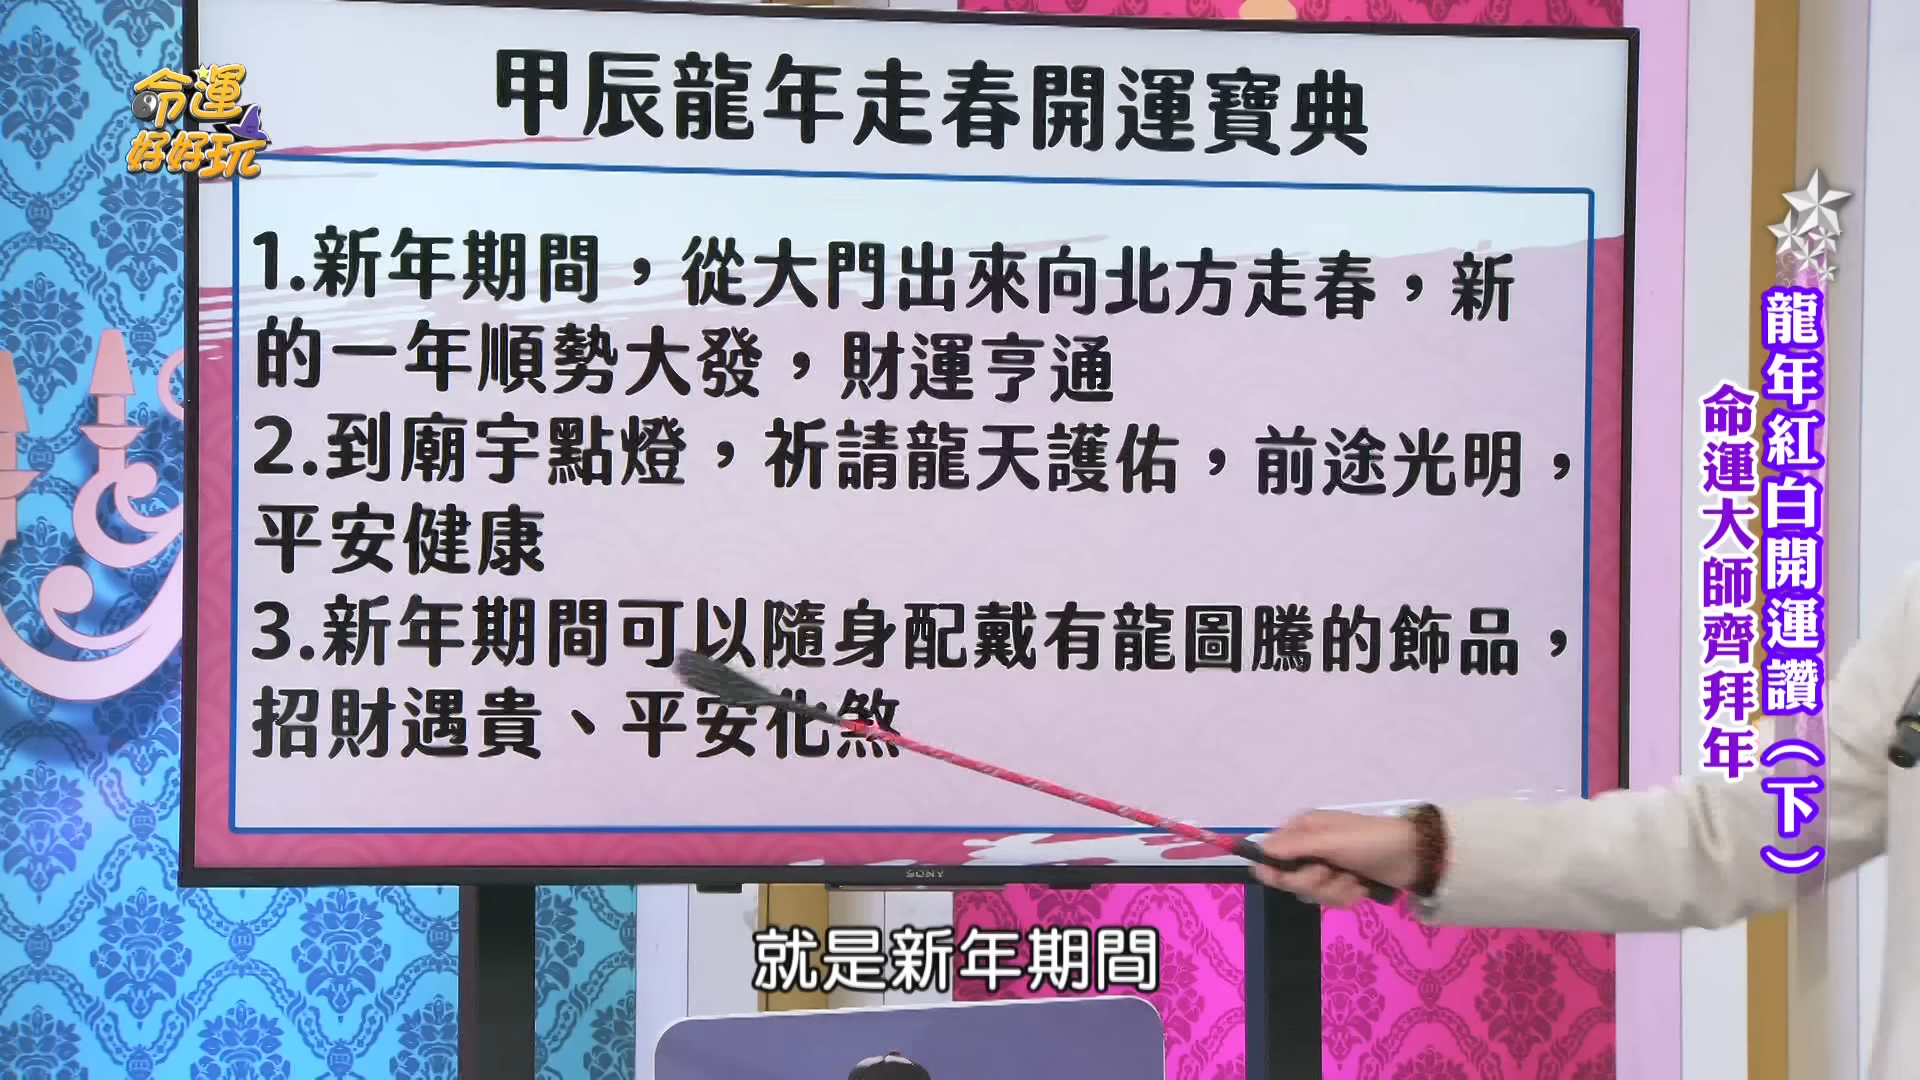 命運
好好玩
甲辰龍年走春開運寶典
1.新年期間，從大門出來向北方走春，新
的一年順勢大發，財運亨通
2.到廟宇點燈，祈請龍天護佑，前途光明，
平安健康
3.新年期間可以隨身配戴有龍圖騰的飾品，
招財遇貴、平安化煞
SONY
龍年紅白開運讚（下）
命運大師齊拜年
就是新年期間